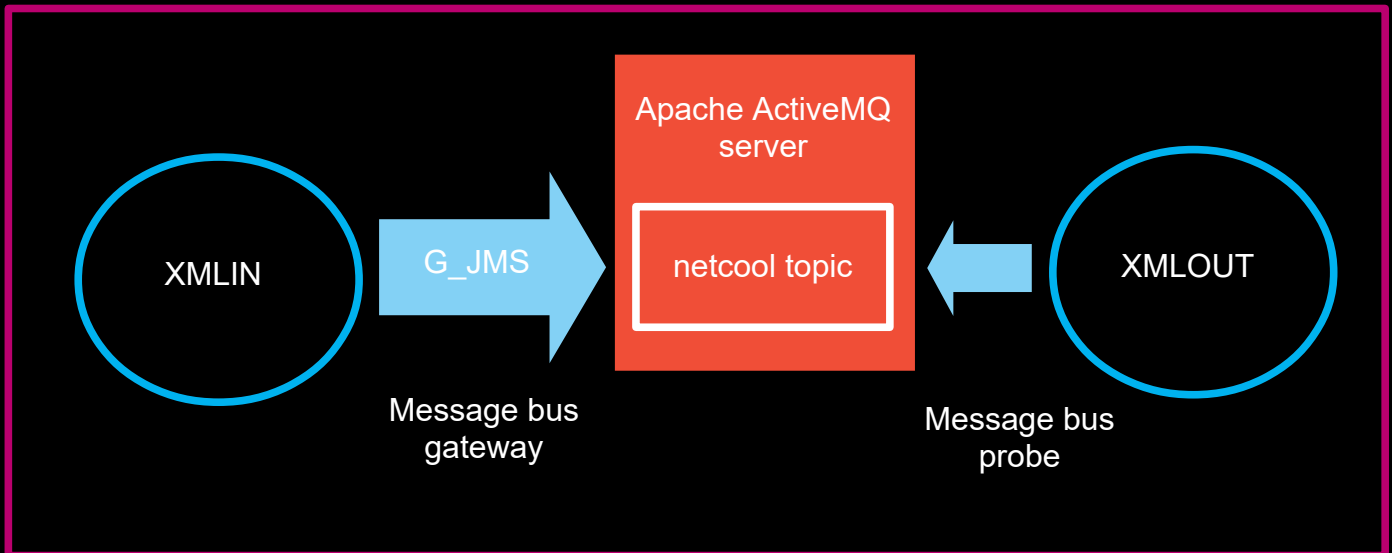 Apache ActiveMQ
server
XMLIN
G_JMS
netcool topic
XMLOUT
Message bus
gateway
Message bus
probe